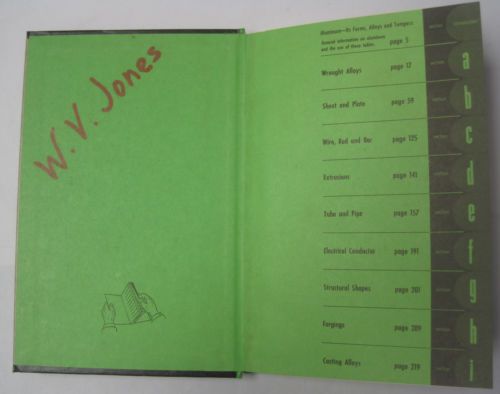 W. V. Jones
Aluminum—Its Forms, Alloys and Tempers
General information on aluminum
and the use of these tables. page 5
Wrought Alloys page 12 a
Sheet and Plate page 59 b
Wire, Rod and Bar page 125 c
Extrusions page 141 d
Tube and Pipe page 157 e
Electrical Conductor page 191 f
Structural Shapes page 201 g
Forgings page 209 h
Casting Alloys page 219 i